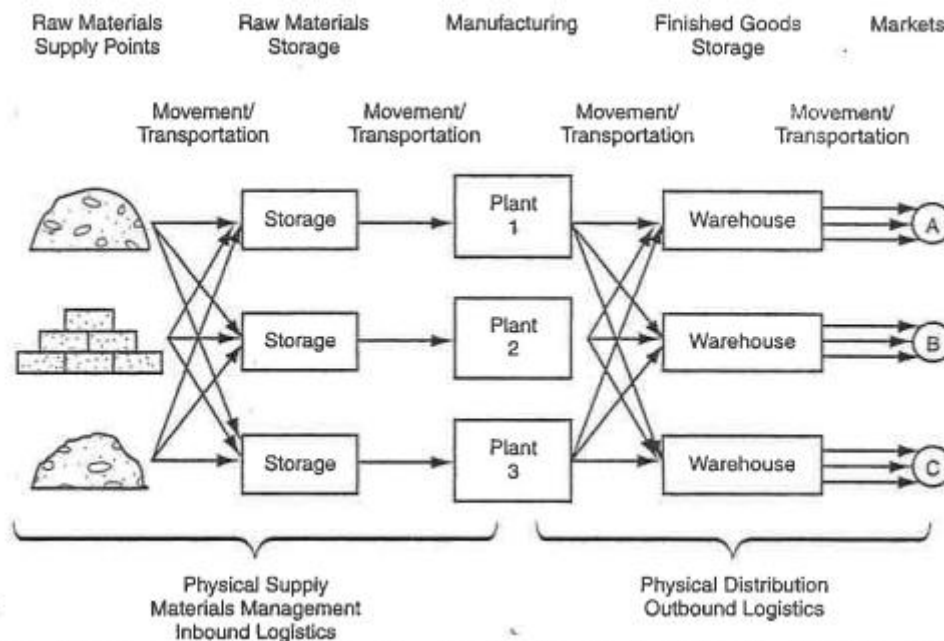 Raw Materials
Supply Points
Raw Materials
Storage
Manufacturing
Finished Goods
Storage
Markets
Movement/
Transportation
Movement/
Transportation
Movement/
Transportation
Movement/
Transportation
Storage
Plant
1
Warehouse
A
Storage
Plant
2
Warehouse
B
Storage
Plant
3
Warehouse
C
Physical Supply
Materials Management
Inbound Logistics
Physical Distribution
Outbound Logistics